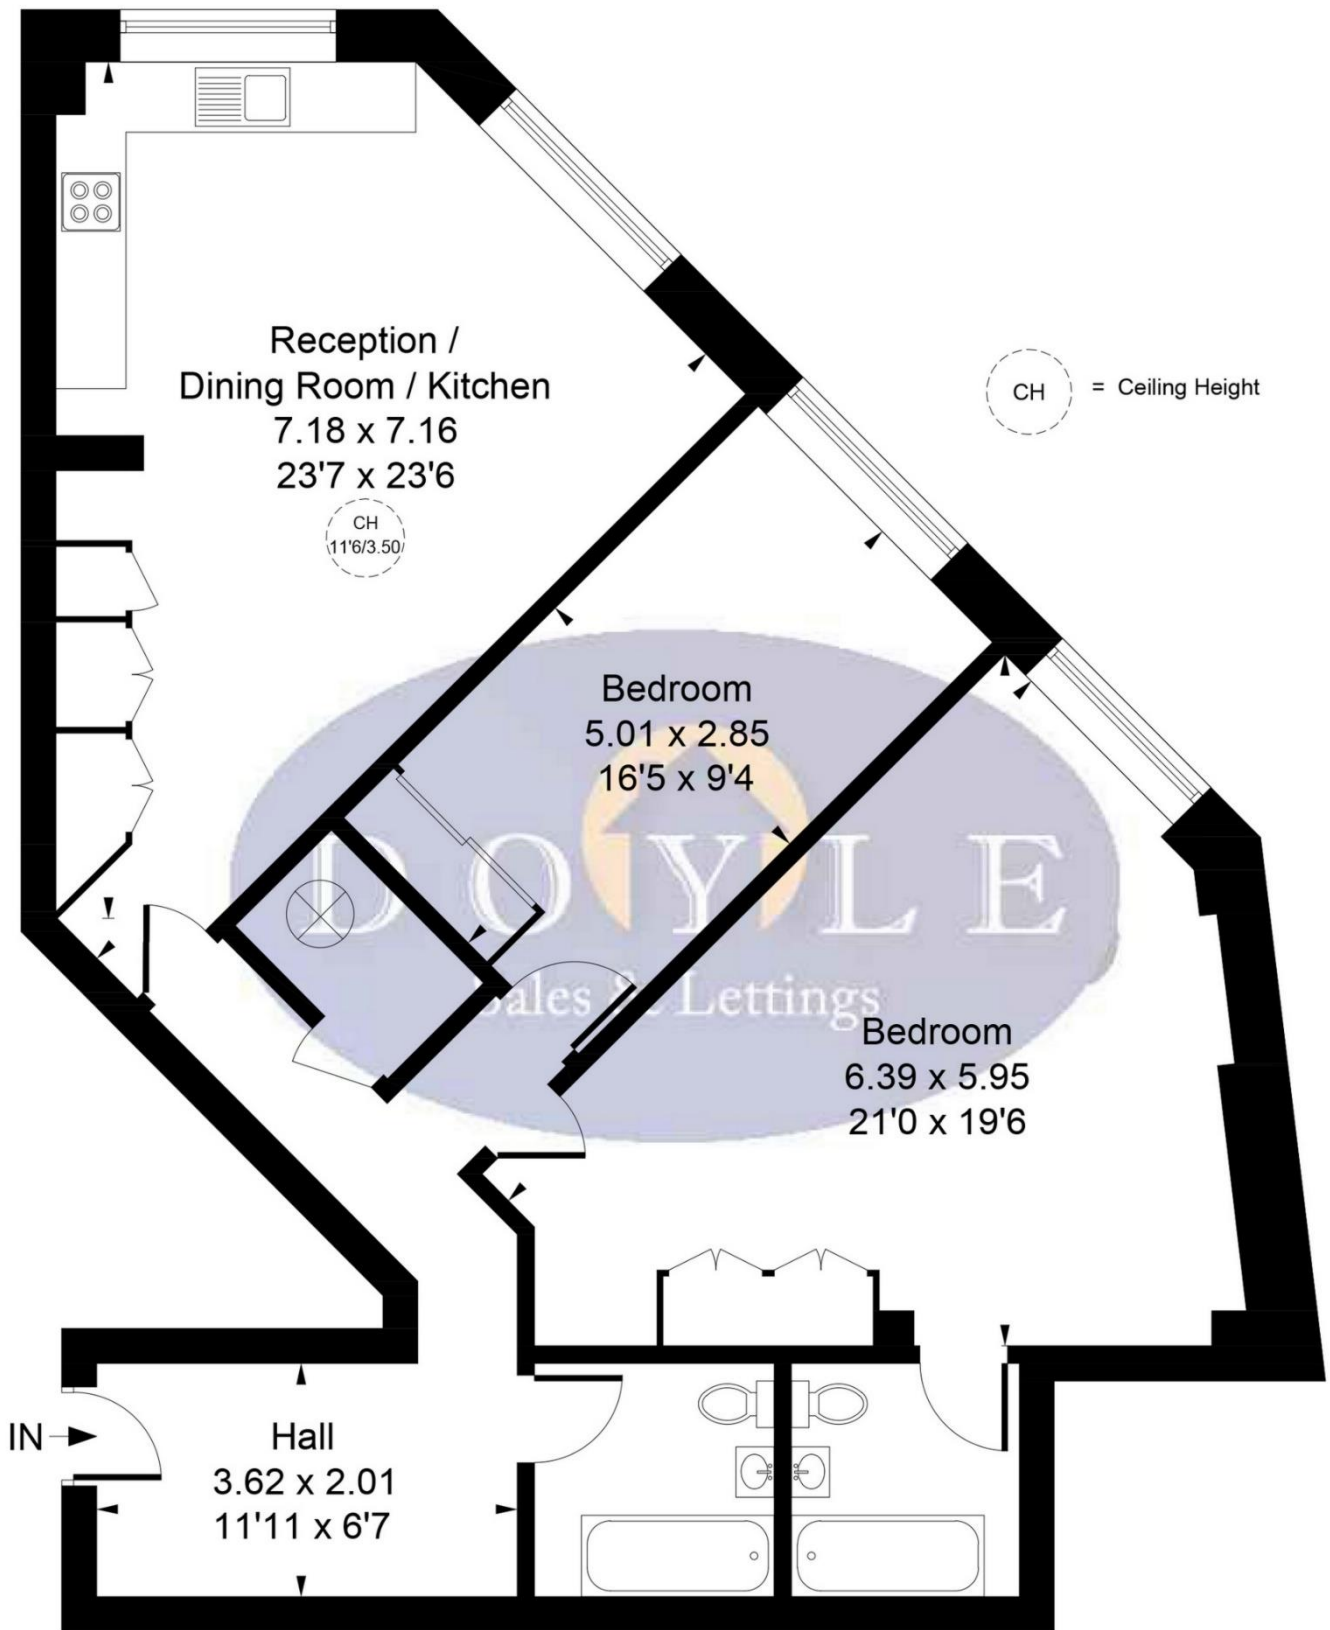 Reception /
Dining Room / Kitchen
7.18 x 7.16
23'7 x 23'6
CH
11'6/3.50
CH = Ceiling Height
Bedroom
5.01 x 2.85
16'5 x 9'4
DOYLE
Sales & Lettings
Bedroom
6.39 x 5.95
21'0 x 19'6
IN
Hall
3.62 x 2.01
11'11 x 6'7